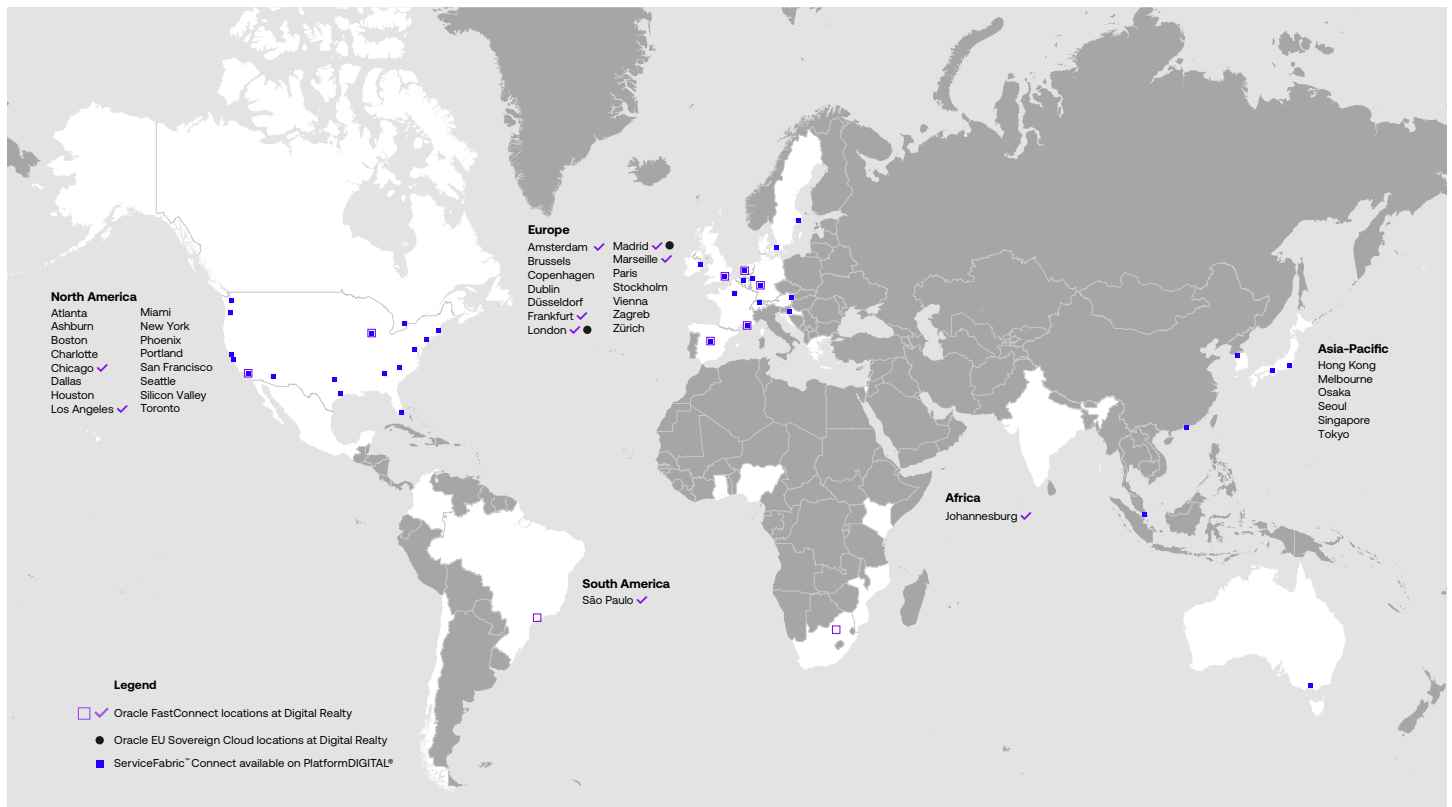 Europe
Amsterdam
Brussels
Copenhagen
Dublin
Düsseldorf
Frankfurt
London
Madrid
Marseille
Paris
Stockholm
Vienna
Zagreb
Zürich
North America
Atlanta
Ashburn
Boston
Charlotte
Chicago
Dallas
Houston
Los Angeles
Miami
New York
Phoenix
Portland
San Francisco
Seattle
Silicon Valley
Toronto
Asia-Pacific
Hong Kong
Melbourne
Osaka
Seoul
Singapore
Tokyo
Africa
Johannesburg
South America
São Paulo
Legend
Oracle FastConnect locations at Digital Realty
Oracle EU Sovereign Cloud locations at Digital Realty
ServiceFabric™ Connect available on PlatformDIGITAL®